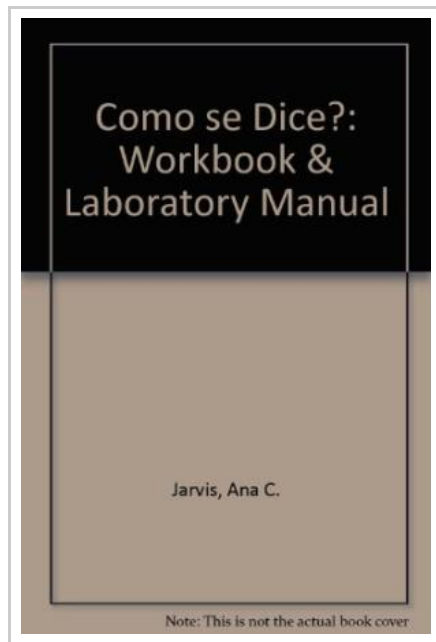 Como se Dice?:
Workbook &
Laboratory Manual
Jarvis, Ana C.
Note: This is not the actual book cover